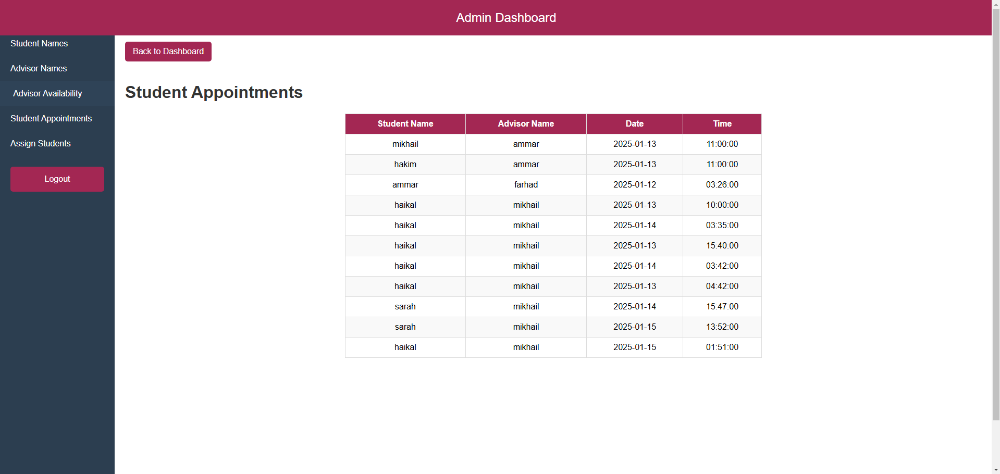 Admin Dashboard
Student Names
Advisor Names
Advisor Availability
Student Appointments
Assign Students
Logout
Back to Dashboard
Student Appointments
Student Name Advisor Name Date Time
mikhail ammar 2025-01-13 11:00:00
hakim ammar 2025-01-13 11:00:00
ammar farhad 2025-01-12 03:26:00
haikal mikhail 2025-01-13 10:00:00
haikal mikhail 2025-01-14 03:35:00
haikal mikhail 2025-01-13 15:40:00
haikal mikhail 2025-01-14 03:42:00
haikal mikhail 2025-01-13 04:42:00
sarah mikhail 2025-01-14 15:47:00
sarah mikhail 2025-01-15 13:52:00
haikal mikhail 2025-01-15 01:51:00